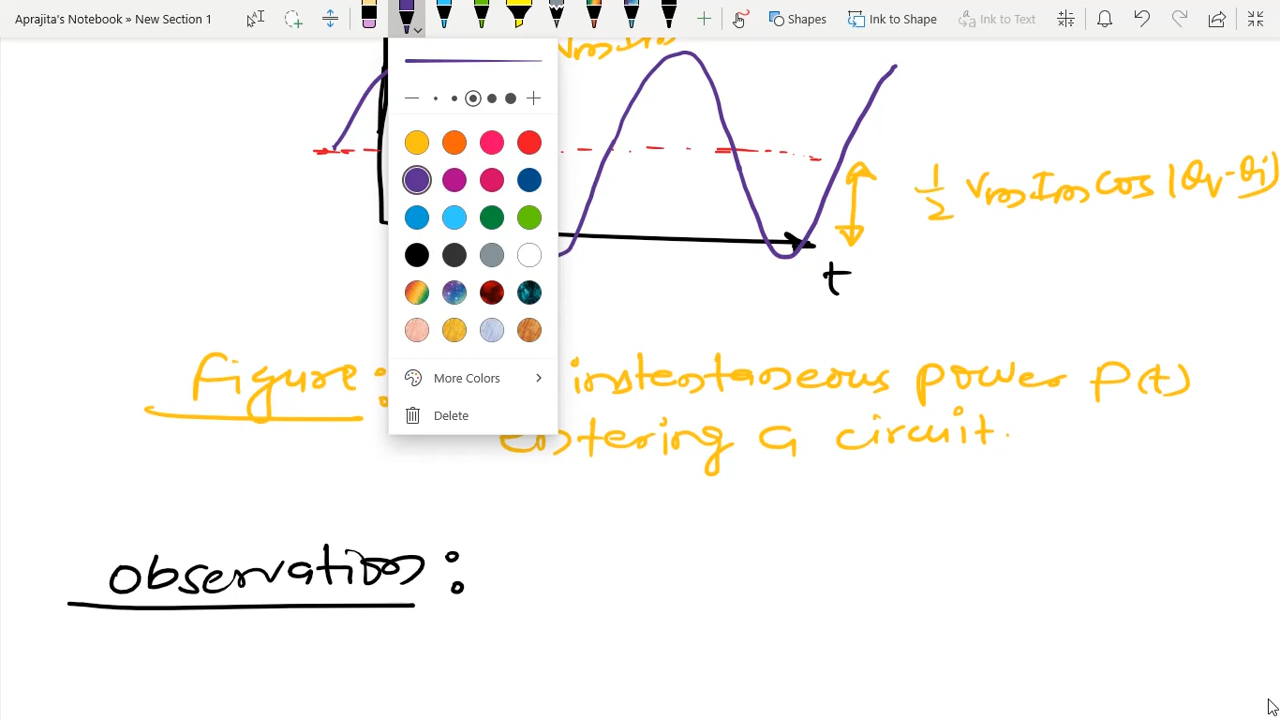 Aprajita's Notebook » New Section 1
Shapes
Ink to Shape
Ink to Text
1/2 Vm Im cos (θv - θi)
t
More Colors
Delete
Figure : instentaneous power P(t)
entering a circuit.
observation :